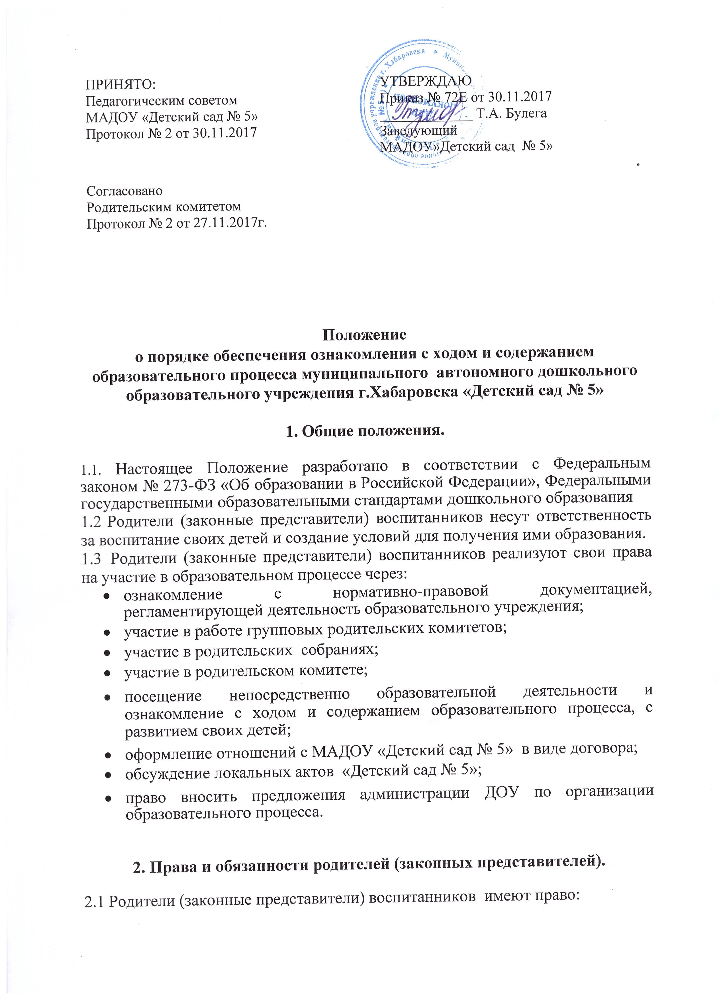 ПРИНЯТО:
Педагогическим советом
МАДОУ «Детский сад № 5»
Протокол № 2 от 30.11.2017
УТВЕРЖДАЮ
Приказ № 72Е от 30.11.2017
_____________ Т.А. Булега
Заведующий
МАДОУ»Детский сад № 5»
Согласовано
Родительским комитетом
Протокол № 2 от 27.11.2017г.
Положение
о порядке обеспечения ознакомления с ходом и содержанием
образовательного процесса муниципального автономного дошкольного
образовательного учреждения г.Хабаровска «Детский сад № 5»
1. Общие положения.
1.1. Настоящее Положение разработано в соответствии с Федеральным
законом № 273-ФЗ «Об образовании в Российской Федерации», Федеральными
государственными образовательными стандартами дошкольного образования
1.2 Родители (законные представители) воспитанников несут ответственность
за воспитание своих детей и создание условий для получения ими образования.
1.3 Родители (законные представители) воспитанников реализуют свои права
на участие в образовательном процессе через:
• ознакомление с нормативно-правовой документацией,
регламентирующей деятельность образовательного учреждения;
• участие в работе групповых родительских комитетов;
• участие в родительских собраниях;
• участие в родительском комитете;
• посещение непосредственно образовательной деятельности и
ознакомление с ходом и содержанием образовательного процесса, с
развитием своих детей;
• оформление отношений с МАДОУ «Детский сад № 5» в виде договора;
• обсуждение локальных актов «Детский сад № 5»;
• право вносить предложения администрации ДОУ по организации
образовательного процесса.
2. Права и обязанности родителей (законных представителей).
2.1 Родители (законные представители) воспитанников имеют право: